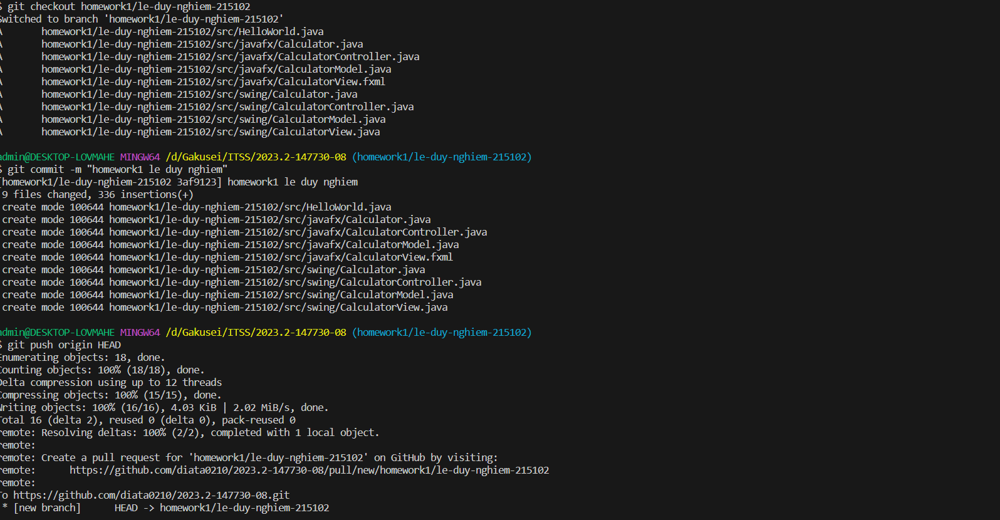 $ git checkout homework1/le-duy-nghiem-215102
Switched to branch 'homework1/le-duy-nghiem-215102'
A       homework1/le-duy-nghiem-215102/src/HelloWorld.java
A       homework1/le-duy-nghiem-215102/src/javafx/Calculator.java
A       homework1/le-duy-nghiem-215102/src/javafx/CalculatorController.java
A       homework1/le-duy-nghiem-215102/src/javafx/CalculatorModel.java
A       homework1/le-duy-nghiem-215102/src/javafx/CalculatorView.fxml
A       homework1/le-duy-nghiem-215102/src/swing/Calculator.java
A       homework1/le-duy-nghiem-215102/src/swing/CalculatorController.java
A       homework1/le-duy-nghiem-215102/src/swing/CalculatorModel.java
A       homework1/le-duy-nghiem-215102/src/swing/CalculatorView.java
admin@DESKTOP-LOVMAHE MINGW64 /d/Gakusei/ITSS/2023.2-147730-08 (homework1/le-duy-nghiem-215102)
$ git commit -m "homework1 le duy nghiem"
[homework1/le-duy-nghiem-215102 3af9123] homework1 le duy nghiem
9 files changed, 336 insertions(+)
create mode 100644 homework1/le-duy-nghiem-215102/src/HelloWorld.java
create mode 100644 homework1/le-duy-nghiem-215102/src/javafx/Calculator.java
create mode 100644 homework1/le-duy-nghiem-215102/src/javafx/CalculatorController.java
create mode 100644 homework1/le-duy-nghiem-215102/src/javafx/CalculatorModel.java
create mode 100644 homework1/le-duy-nghiem-215102/src/javafx/CalculatorView.fxml
create mode 100644 homework1/le-duy-nghiem-215102/src/swing/Calculator.java
create mode 100644 homework1/le-duy-nghiem-215102/src/swing/CalculatorController.java
create mode 100644 homework1/le-duy-nghiem-215102/src/swing/CalculatorModel.java
create mode 100644 homework1/le-duy-nghiem-215102/src/swing/CalculatorView.java
admin@DESKTOP-LOVMAHE MINGW64 /d/Gakusei/ITSS/2023.2-147730-08 (homework1/le-duy-nghiem-215102)
$ git push origin HEAD
Enumerating objects: 18, done.
Counting objects: 100% (18/18), done.
Delta compression using up to 12 threads
Compressing objects: 100% (15/15), done.
Writing objects: 100% (16/16), 4.03 KiB | 2.02 MiB/s, done.
Total 16 (delta 2), reused 0 (delta 0), pack-reused 0
remote: Resolving deltas: 100% (2/2), completed with 1 local object.
remote:
remote: Create a pull request for 'homework1/le-duy-nghiem-215102' on GitHub by visiting:
remote:      https://github.com/diata0210/2023.2-147730-08/pull/new/homework1/le-duy-nghiem-215102
remote:
To https://github.com/diata0210/2023.2-147730-08.git
* [new branch]      HEAD -> homework1/le-duy-nghiem-215102